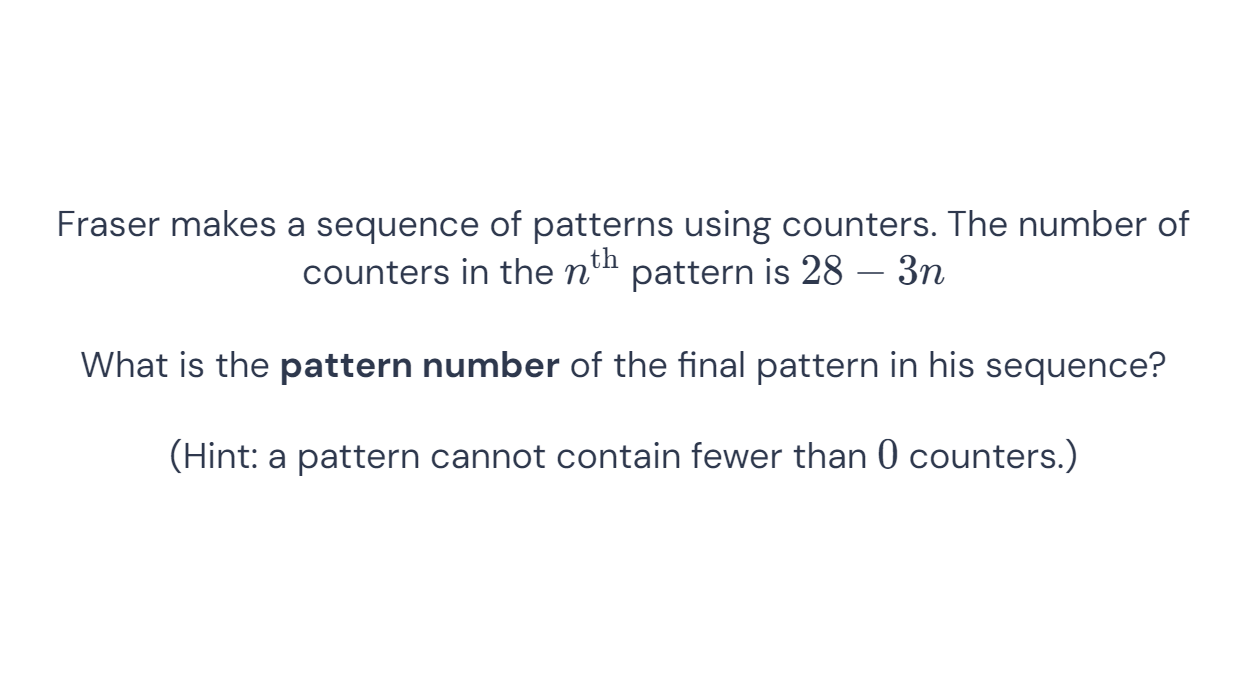 Fraser makes a sequence of patterns using counters. The number of
counters in the $n^{\text{th}}$ pattern is $28 - 3n$
What is the pattern number of the final pattern in his sequence?
(Hint: a pattern cannot contain fewer than 0 counters.)